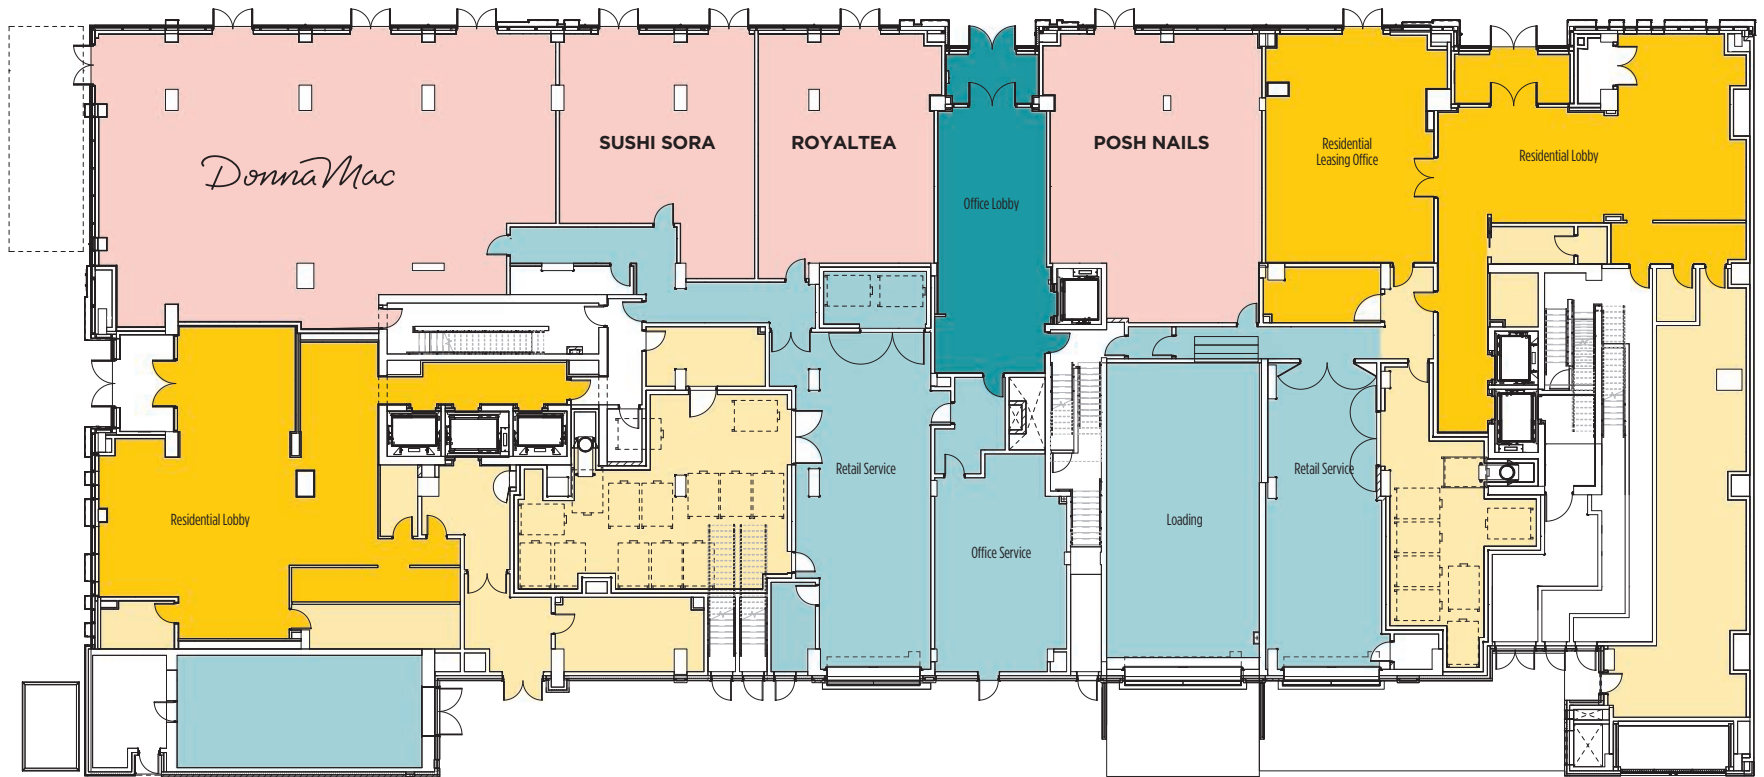 DonnaMac
SUSHI SORA
ROYALTEA
POSH NAILS
Residential
Leasing Office
Residential Lobby
Office Lobby
Retail Service
Retail Service
Residential Lobby
Loading
Office Service